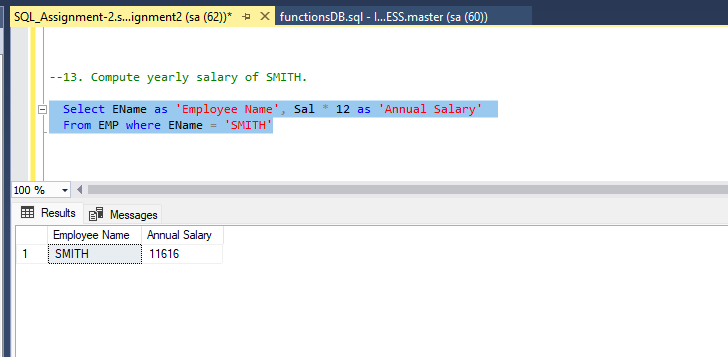 SQL_Assignment-2.s...ignment2 (sa (62))* functionsDB.sql - I...ESS.master (sa (60))
--13. Compute yearly salary of SMITH.
Select EName as 'Employee Name', Sal * 12 as 'Annual Salary'
From EMP where EName = 'SMITH'
100 %
Results Messages
Employee Name Annual Salary
1 SMITH 11616